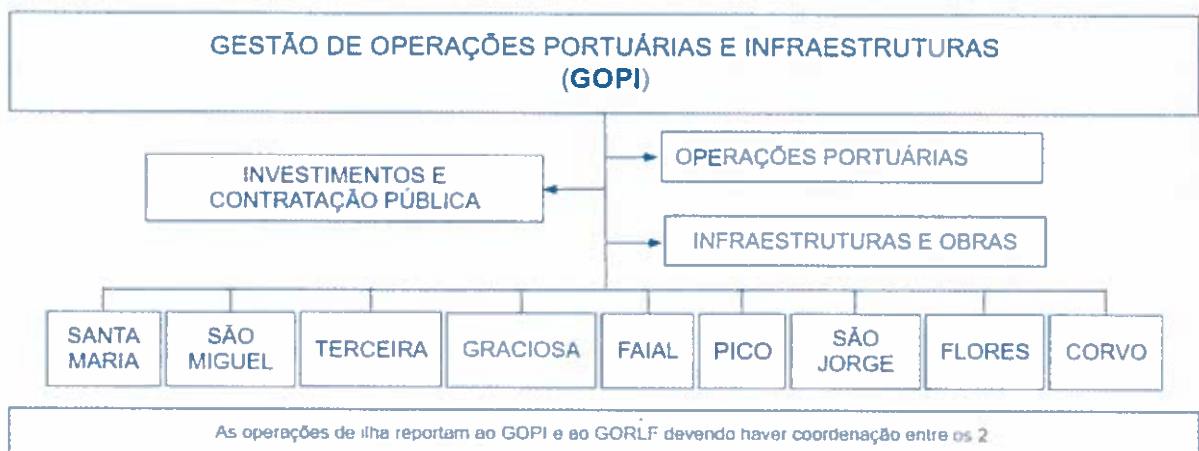 GESTÃO DE OPERAÇÕES PORTUÁRIAS E INFRAESTRUTURAS
(GOPI)
OPERAÇÕES PORTUÁRIAS
INVESTIMENTOS E
CONTRATAÇÃO PÚBLICA
INFRAESTRUTURAS E OBRAS
SANTA
MARIA
SÃO
MIGUEL
TERCEIRA
GRACIOSA
FAIAL
PICO
SÃO
JORGE
FLORES
CORVO
As operações de ilha reportam ao GOPI e ao GORLF devendo haver coordenação entre os 2